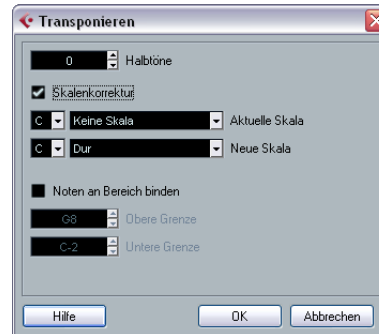 Transponieren
0 Halbtöne
Skalenkorrektur
C Keine Skala Aktuelle Skala
C Dur Neue Skala
Noten an Bereich binden
G8 Obere Grenze
C-2 Untere Grenze
Hilfe OK Abbrechen